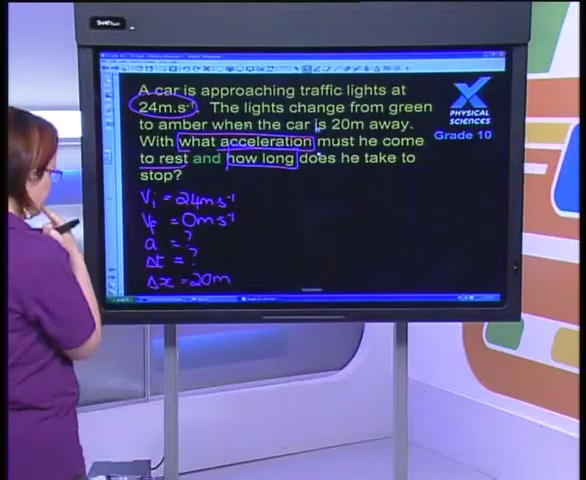 A car is approaching traffic lights at
24m.s⁻¹. The lights change from green
to amber when the car is 20m away.
With what acceleration must he come
to rest and how long does he take to
stop?
X
PHYSICAL
SCIENCES
Grade 10
Vi = 24m·s⁻¹
Vf = 0m·s⁻¹
a = ?
Δt = ?
Δx = 20m